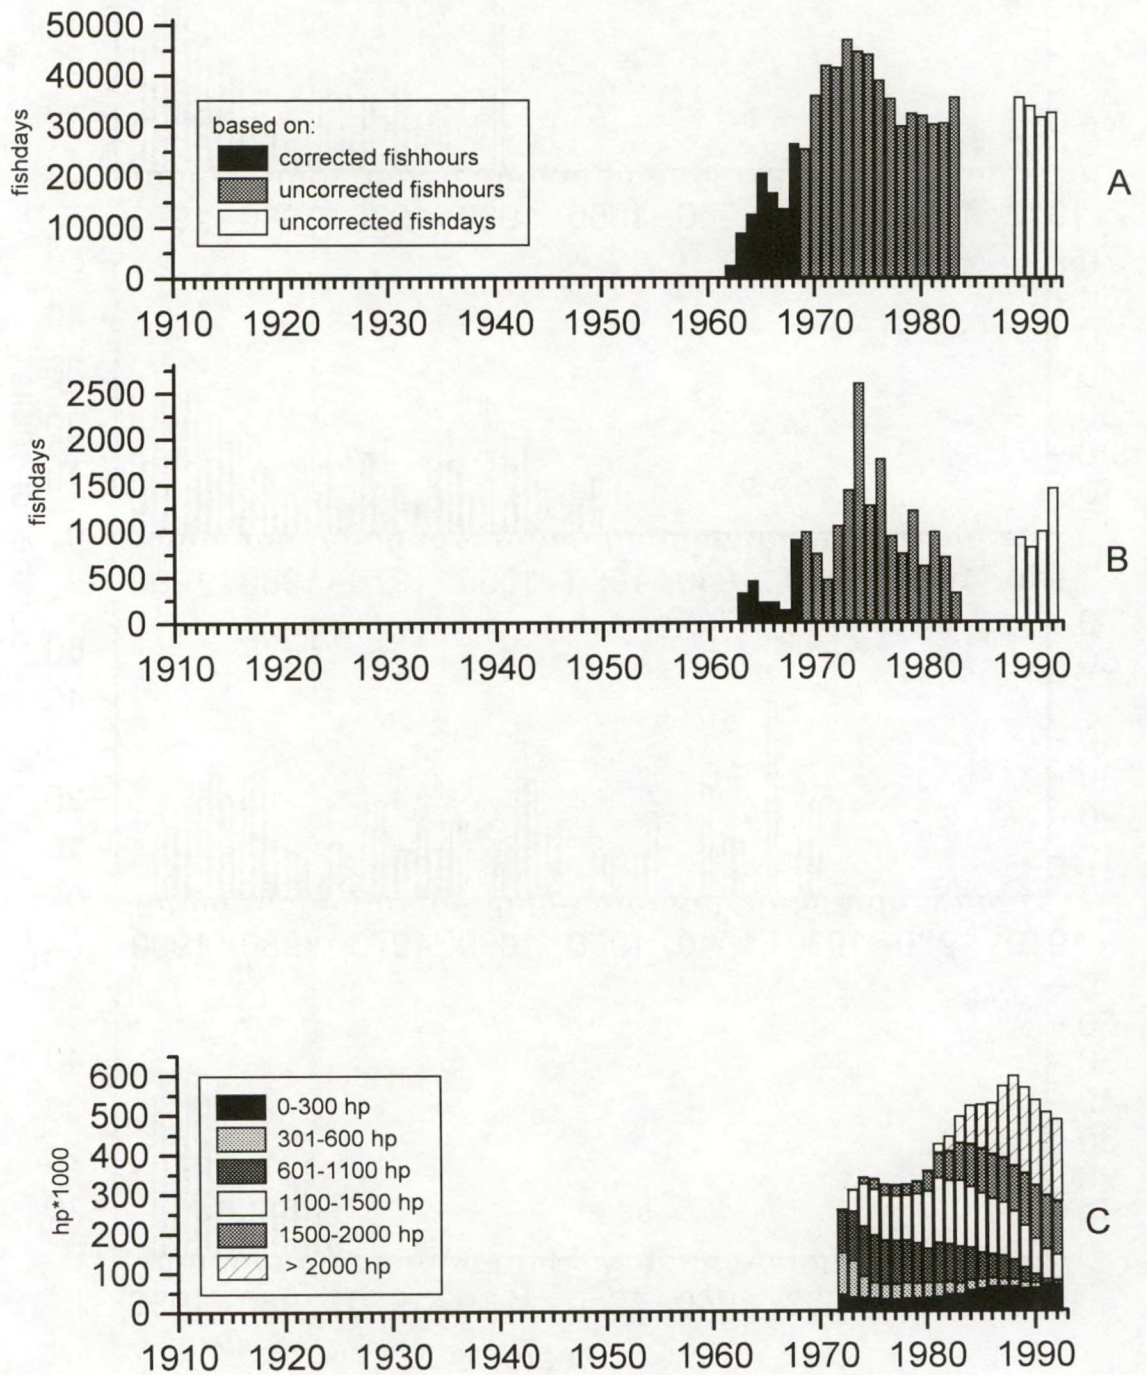 50000
40000
30000
20000
10000
0
fishdays
based on:
corrected fishhours
uncorrected fishhours
uncorrected fishdays
A
1910 1920 1930 1940 1950 1960 1970 1980 1990
2500
2000
1500
1000
500
0
fishdays
B
1910 1920 1930 1940 1950 1960 1970 1980 1990
600
500
400
300
200
100
0
hp*1000
0-300 hp
301-600 hp
601-1100 hp
1100-1500 hp
1500-2000 hp
> 2000 hp
C
1910 1920 1930 1940 1950 1960 1970 1980 1990